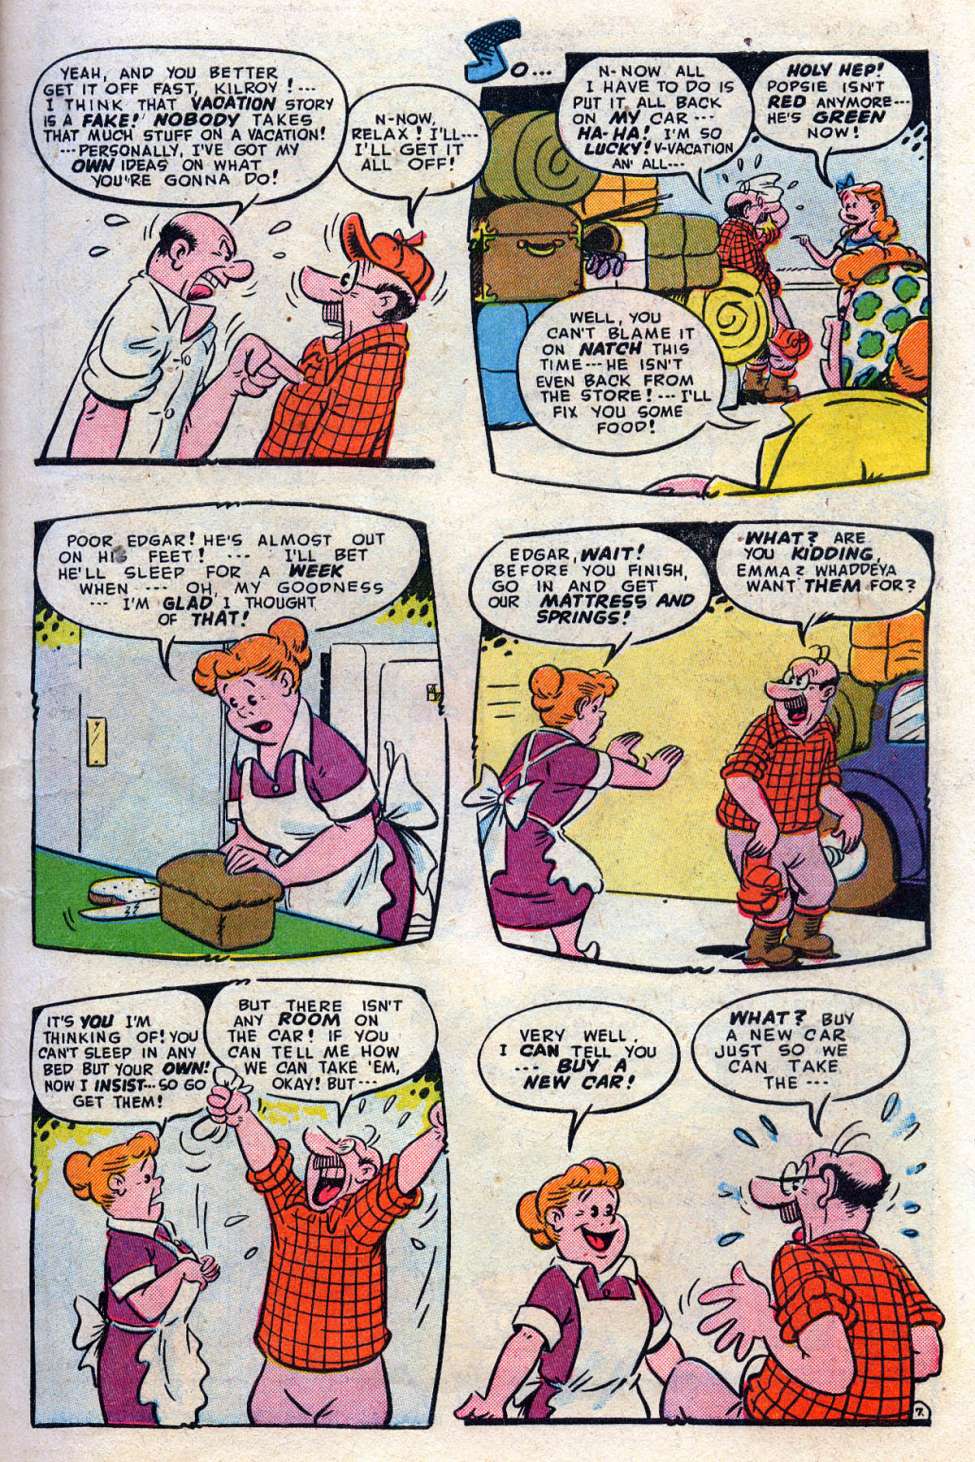 YEAH, AND YOU BETTER
GET IT OFF FAST, KILROY!---
I THINK THAT VACATION STORY
IS A FAKE! NOBODY TAKES
THAT MUCH STUFF ON A VACATION!
---PERSONALLY, I'VE GOT MY
OWN IDEAS ON WHAT
YOU'RE GONNA DO!
N-NOW,
RELAX! I'LL---
I'LL GET IT
ALL OFF!
SO...
N-NOW ALL
I HAVE TO DO IS
PUT IT ALL BACK
ON MY CAR---
HA-HA! I'M SO
LUCKY! V-VACATION
AN' ALL---
HOLY HEP!
POPSIE ISN'T
RED ANYMORE---
HE'S GREEN
NOW!
WELL, YOU
CAN'T BLAME IT
ON NATCH THIS
TIME---HE ISN'T
EVEN BACK FROM
THE STORE!---I'LL
FIX YOU SOME
FOOD!
POOR EDGAR! HE'S ALMOST OUT
ON HIS FEET! --- I'LL BET
HE'LL SLEEP FOR A WEEK
WHEN --- OH, MY GOODNESS
--- I'M GLAD I THOUGHT
OF THAT!
EDGAR, WAIT!
BEFORE YOU FINISH,
GO IN AND GET
OUR MATTRESS AND
SPRINGS!
WHAT? ARE
YOU KIDDING,
EMMA? WHADDEYA
WANT THEM FOR?
IT'S YOU I'M
THINKING OF! YOU
CAN'T SLEEP IN ANY
BED BUT YOUR OWN!
NOW I INSIST---SO GO
GET THEM!
BUT THERE ISN'T
ANY ROOM ON
THE CAR! IF YOU
CAN TELL ME HOW
WE CAN TAKE 'EM,
OKAY! BUT---
VERY WELL,
I CAN TELL YOU
--- BUY A
NEW CAR!
WHAT? BUY
A NEW CAR
JUST SO WE
CAN TAKE
THE ---
7.